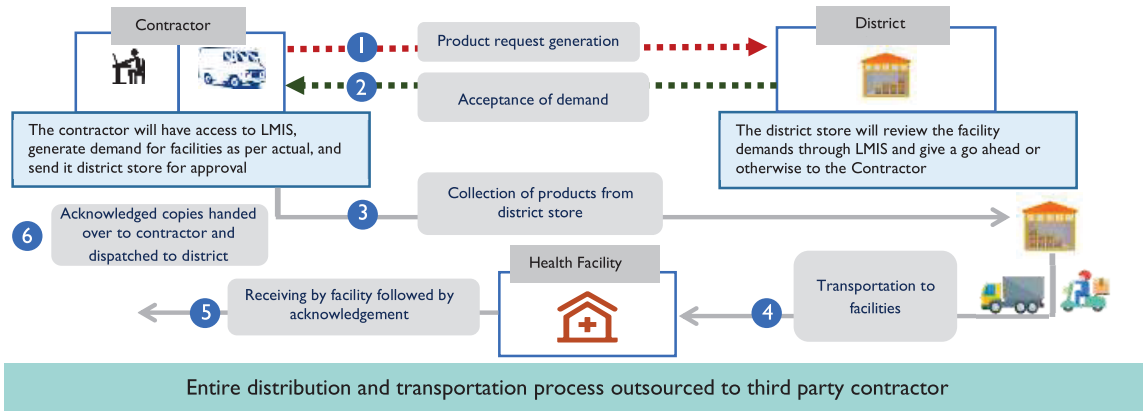 Contractor
District
1
Product request generation
2
Acceptance of demand
The contractor will have access to LMIS,
generate demand for facilities as per actual, and
send it district store for approval
The district store will review the facility
demands through LMIS and give a go ahead or
otherwise to the Contractor
3
Collection of products from
district store
6
Acknowledged copies handed
over to contractor and
dispatched to district
Health Facility
5
Receiving by facility followed by
acknowledgement
4
Transportation to
facilities
Entire distribution and transportation process outsourced to third party contractor